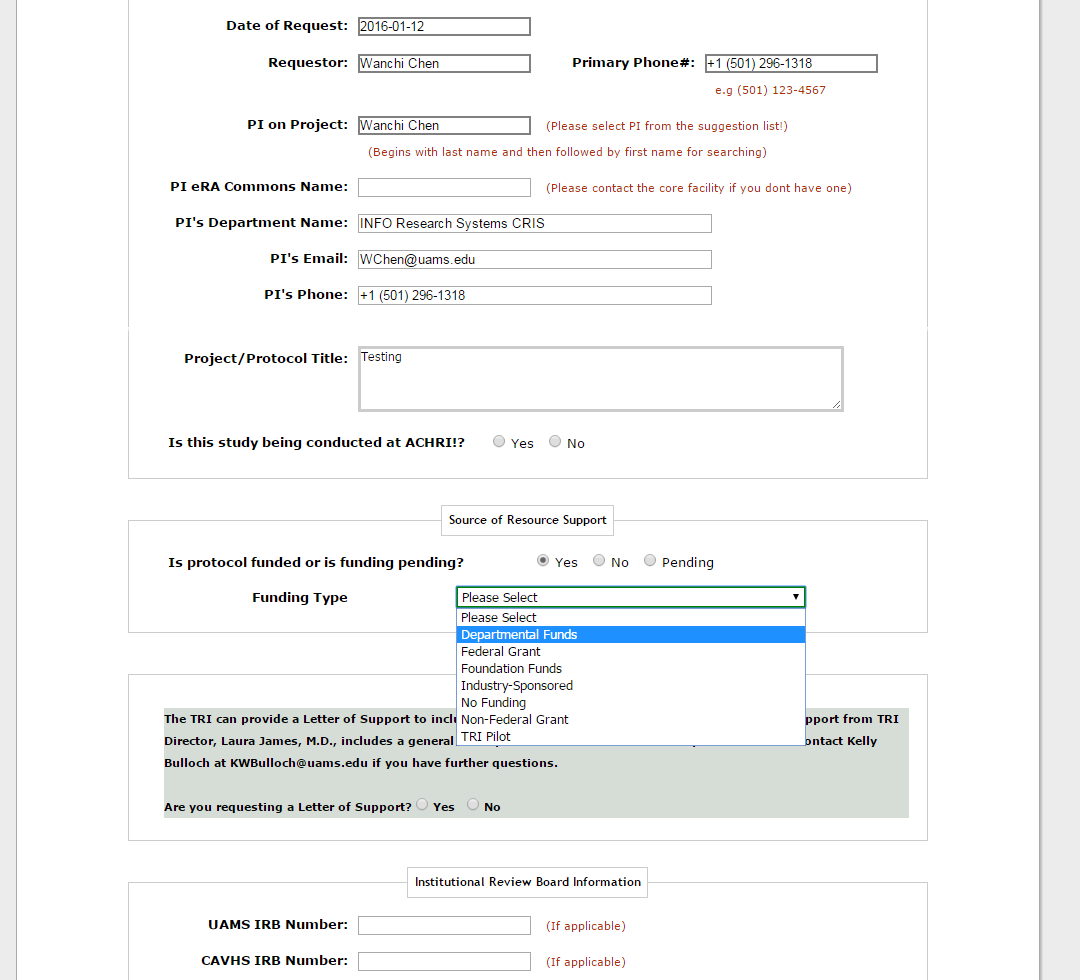 Date of Request: 2016-01-12
Requestor: Wanchi Chen Primary Phone#: +1 (501) 296-1318
e.g (501) 123-4567
PI on Project: Wanchi Chen (Please select PI from the suggestion list!)
(Begins with last name and then followed by first name for searching)
PI eRA Commons Name: (Please contact the core facility if you dont have one)
PI's Department Name: INFO Research Systems CRIS
PI's Email: WChen@uams.edu
PI's Phone: +1 (501) 296-1318
Project/Protocol Title: Testing
Is this study being conducted at ACHRI!? Yes No
Source of Resource Support
Is protocol funded or is funding pending? Yes No Pending
Funding Type Please Select
Please Select
Departmental Funds
Federal Grant
Foundation Funds
Industry-Sponsored
No Funding
Non-Federal Grant
TRI Pilot
The TRI can provide a Letter of Support to from TRI
Director, Laura James, M.D., includes a general Kelly
Bulloch at KWBulloch@uams.edu if you have further questions.
Are you requesting a Letter of Support? Yes No
Institutional Review Board Information
UAMS IRB Number: (If applicable)
CAVHS IRB Number: (If applicable)